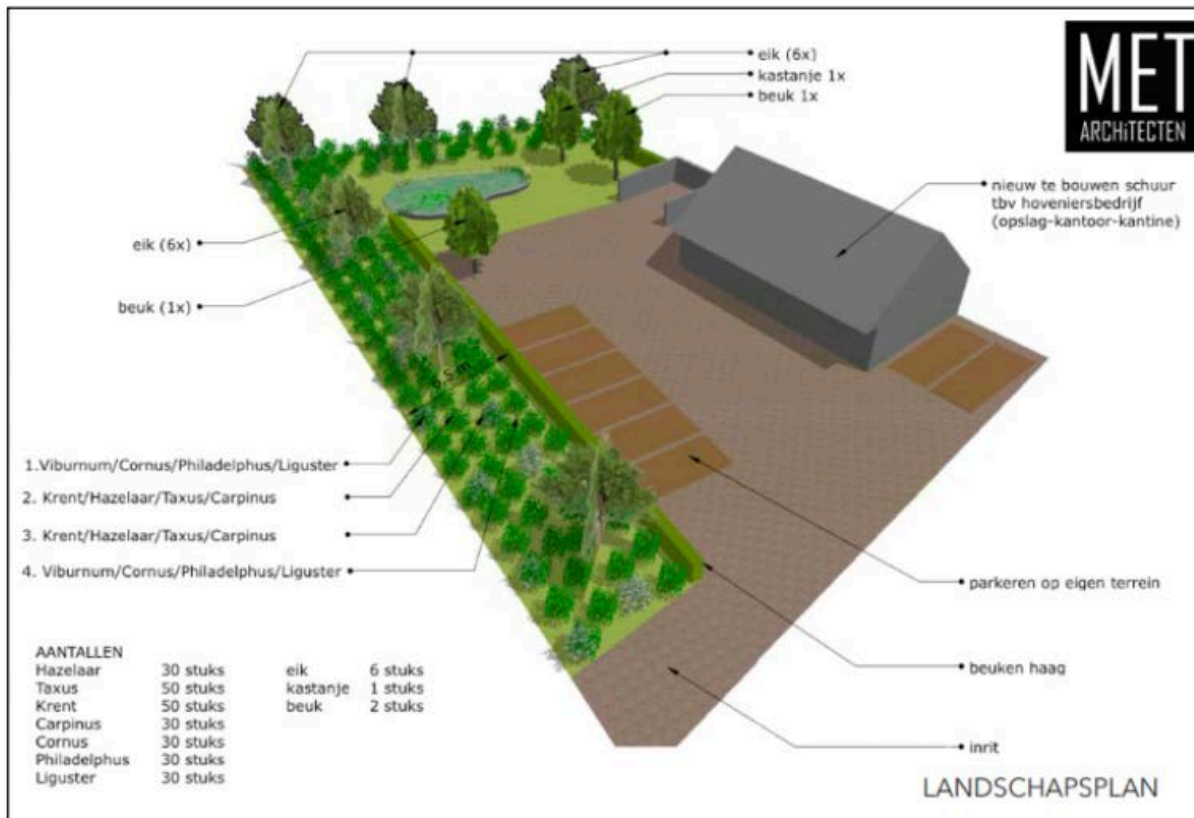 eik (6x)
kastanje 1x
beuk 1x
MET
ARCHiTECTEN
nieuw te bouwen schuur
tbv hoveniersbedrijf
(opslag-kantoor-kantine)
eik (6x)
beuk (1x)
6.5 m
1.Viburnum/Cornus/Philadelphus/Liguster
2. Krent/Hazelaar/Taxus/Carpinus
3. Krent/Hazelaar/Taxus/Carpinus
4. Viburnum/Cornus/Philadelphus/Liguster
parkeren op eigen terrein
beuken haag
inrit
AANTALLEN
Hazelaar 30 stuks eik 6 stuks
Taxus 50 stuks kastanje 1 stuks
Krent 50 stuks beuk 2 stuks
Carpinus 30 stuks
Cornus 30 stuks
Philadelphus 30 stuks
Liguster 30 stuks
LANDSCHAPSPLAN